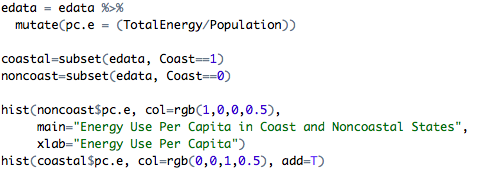 edata = edata %>%
  mutate(pc.e = (TotalEnergy/Population))

coastal=subset(edata, Coast==1)
noncoast=subset(edata, Coast==0)

hist(noncoast$pc.e, col=rgb(1,0,0,0.5),
     main="Energy Use Per Capita in Coast and Noncoastal States",
     xlab="Energy Use Per Capita")
hist(coastal$pc.e, col=rgb(0,0,1,0.5), add=T)